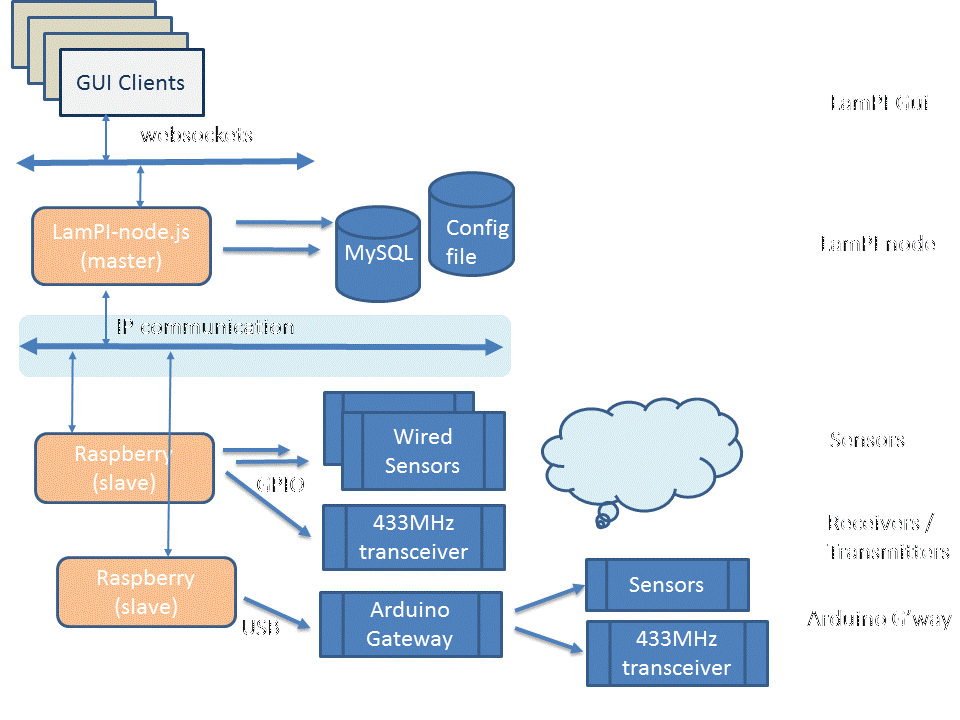 GUI Clients
LamPI Gui
websockets
LamPI-node.js
(master)
MySQL
Config
file
LamPI node
IP communication
Raspberry
(slave)
GPIO
Wired
Sensors
Sensors
433MHz
transceiver
Receivers /
Transmitters
Raspberry
(slave)
USB
Arduino
Gateway
Sensors
433MHz
transceiver
Arduino G'way